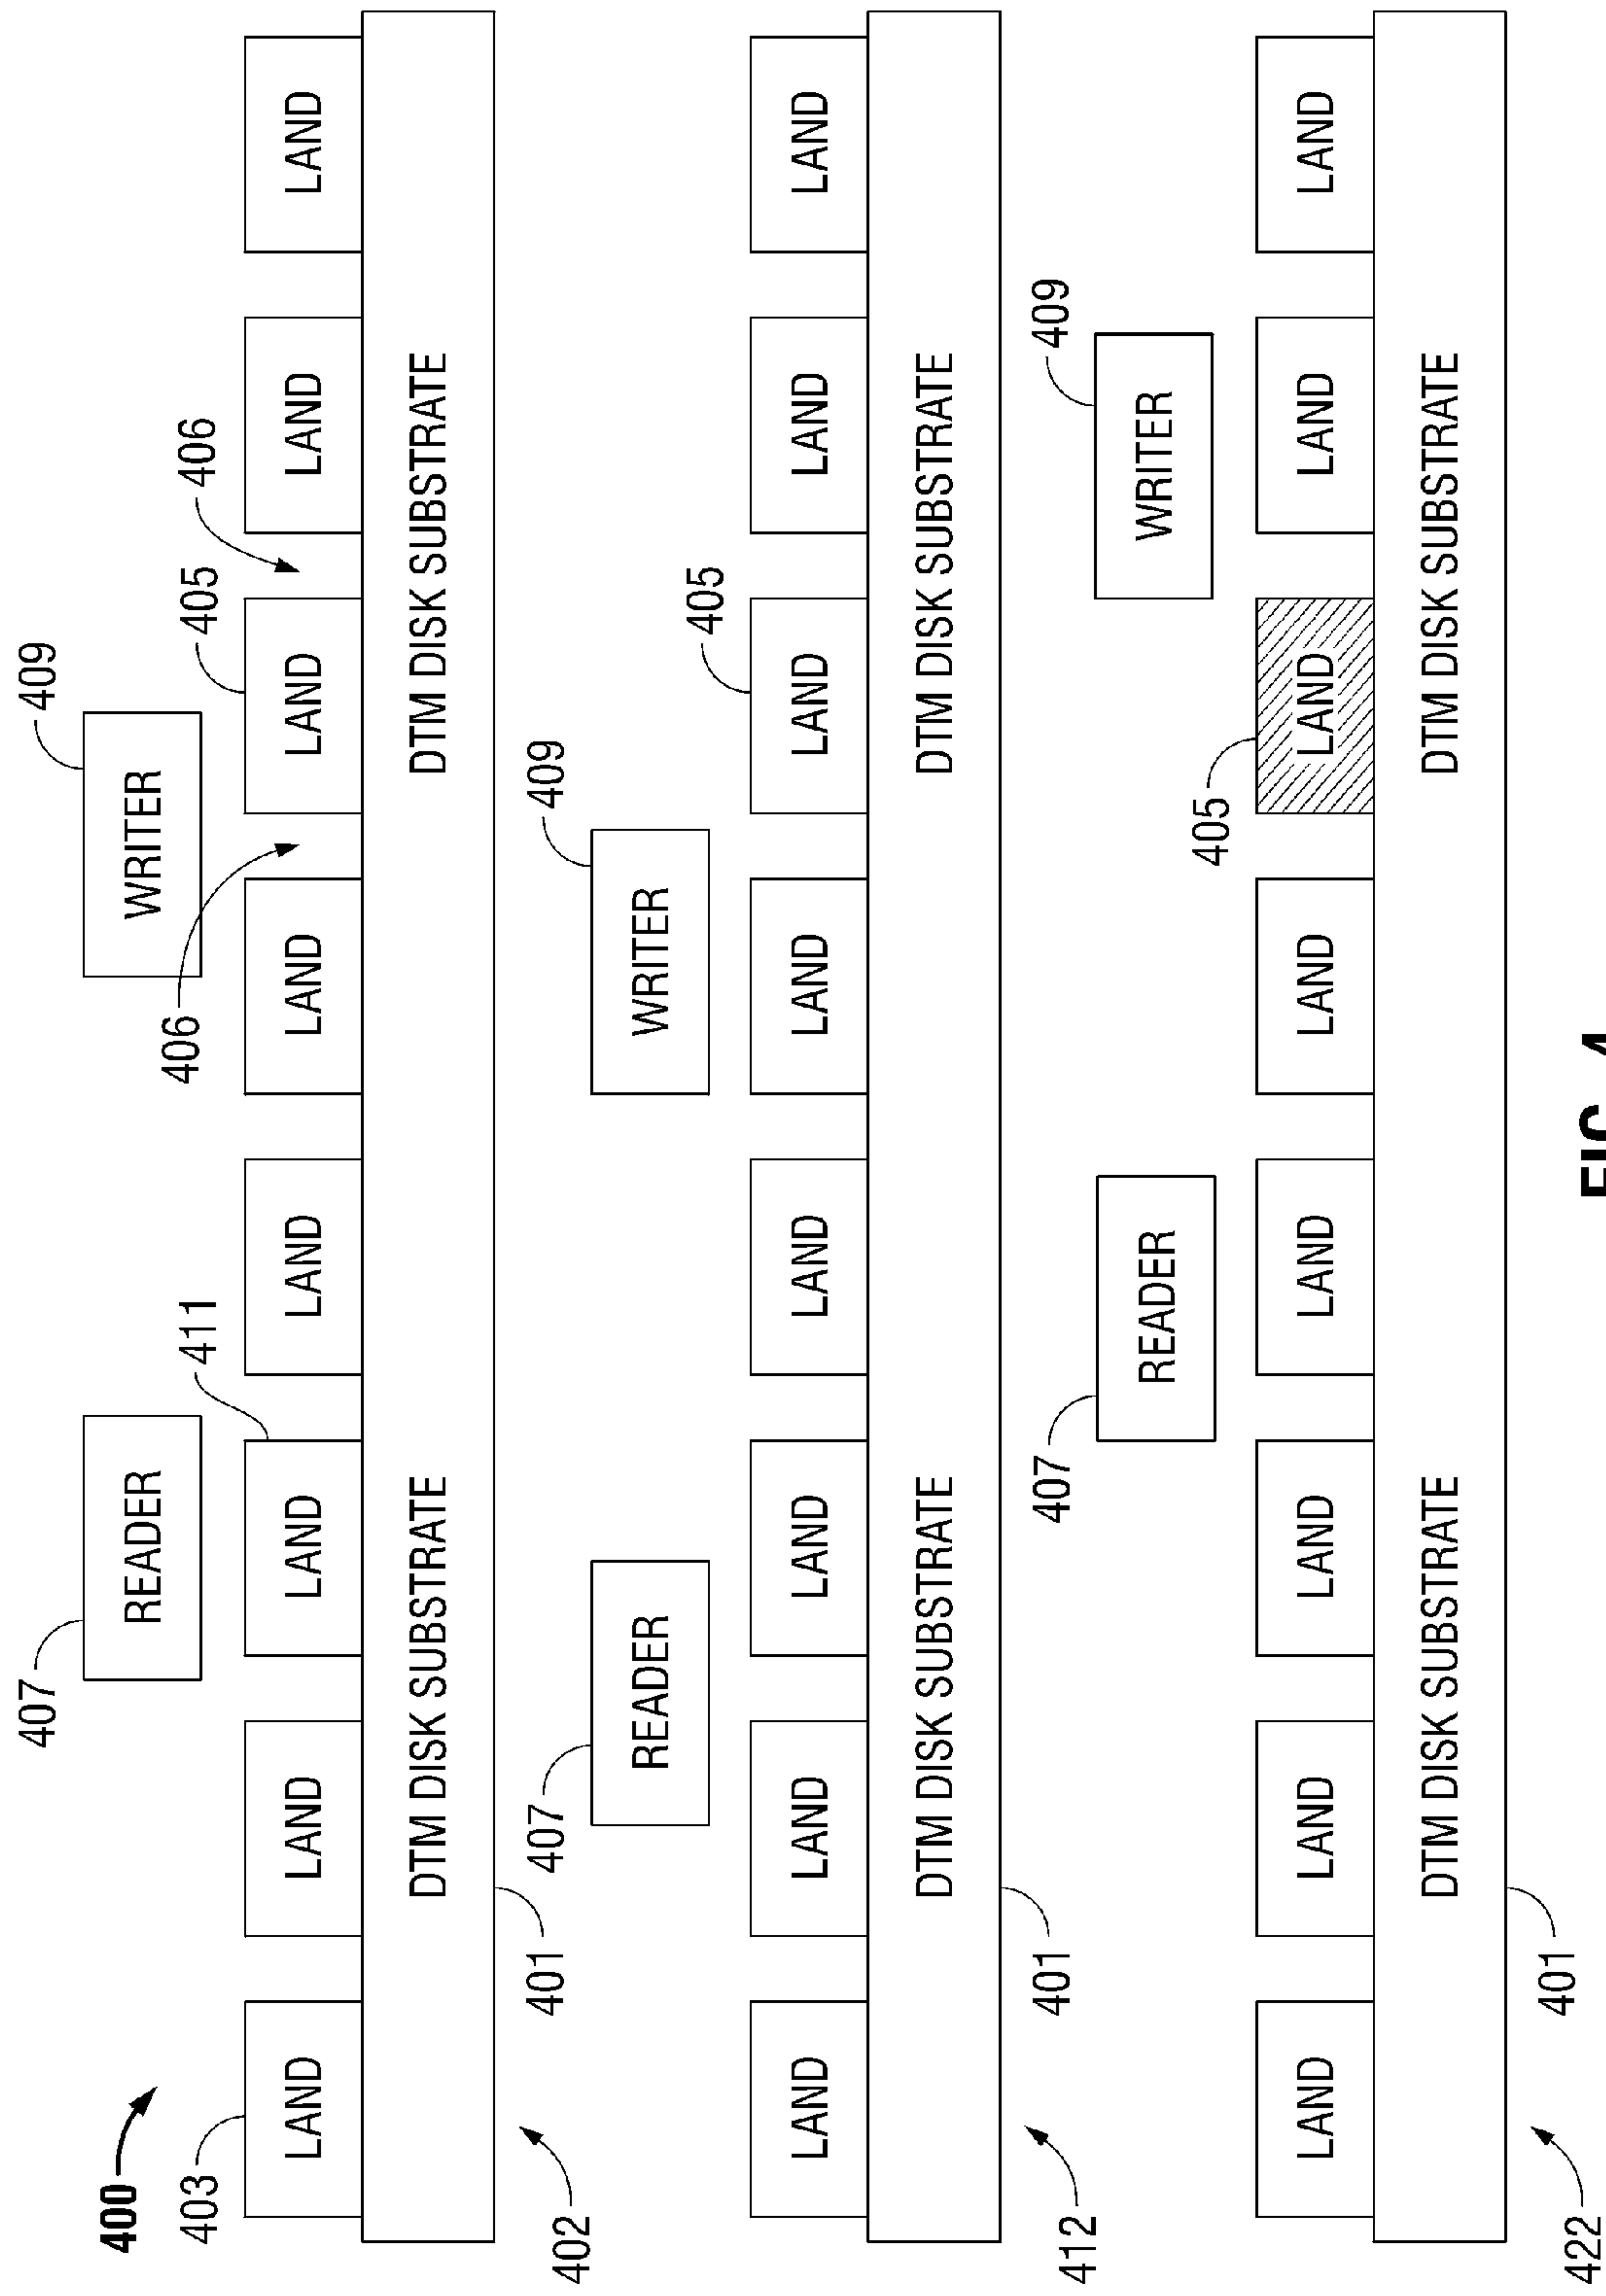 407 409
400
READER WRITER
403 411 406 405 406
LAND LAND LAND LAND LAND LAND LAND LAND
DTM DISK SUBSTRATE DTM DISK SUBSTRATE
401 407 409
402
READER WRITER
405
LAND LAND LAND LAND LAND LAND LAND LAND
DTM DISK SUBSTRATE DTM DISK SUBSTRATE
401 407 409
412
READER WRITER
405
LAND LAND LAND LAND LAND LAND LAND LAND
DTM DISK SUBSTRATE DTM DISK SUBSTRATE
401
422
FIG. 4